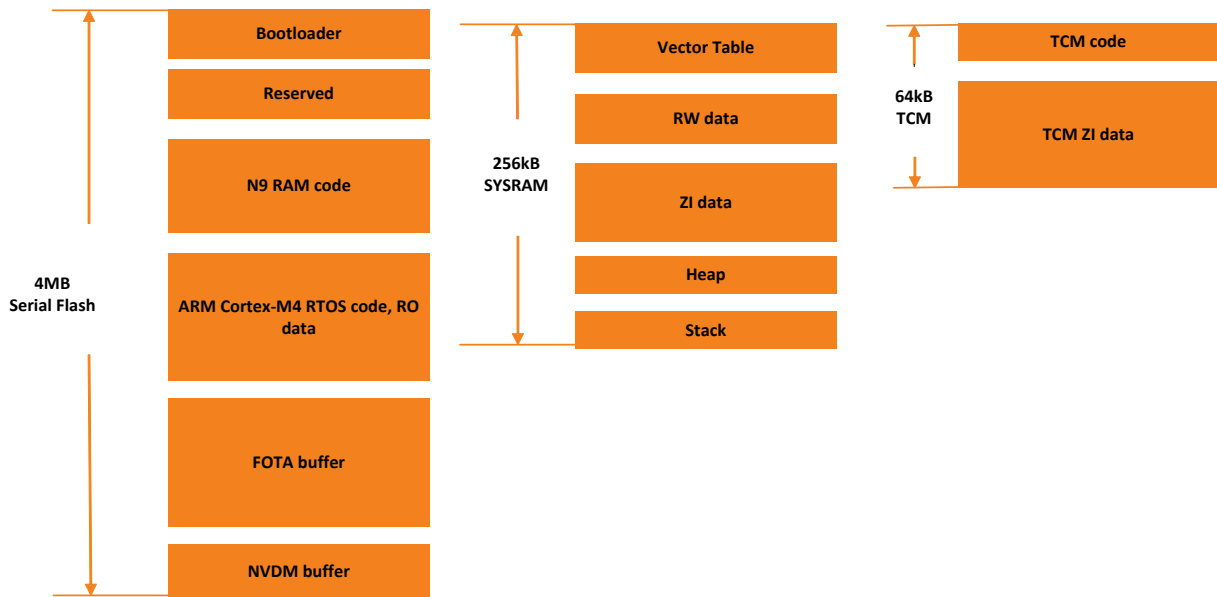 4MB
Serial Flash
Bootloader
Reserved
N9 RAM code
ARM Cortex-M4 RTOS code, RO
data
FOTA buffer
NVDM buffer
256kB
SYSRAM
Vector Table
RW data
ZI data
Heap
Stack
64kB
TCM
TCM code
TCM ZI data